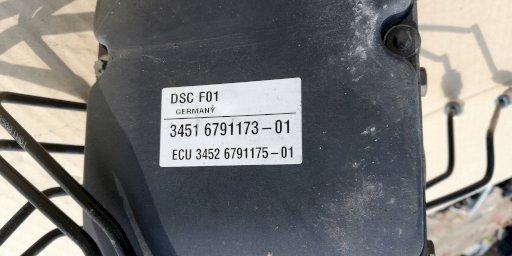 DSC F01
GERMANY
3451 6791173-01
ECU 3452 6791175-01